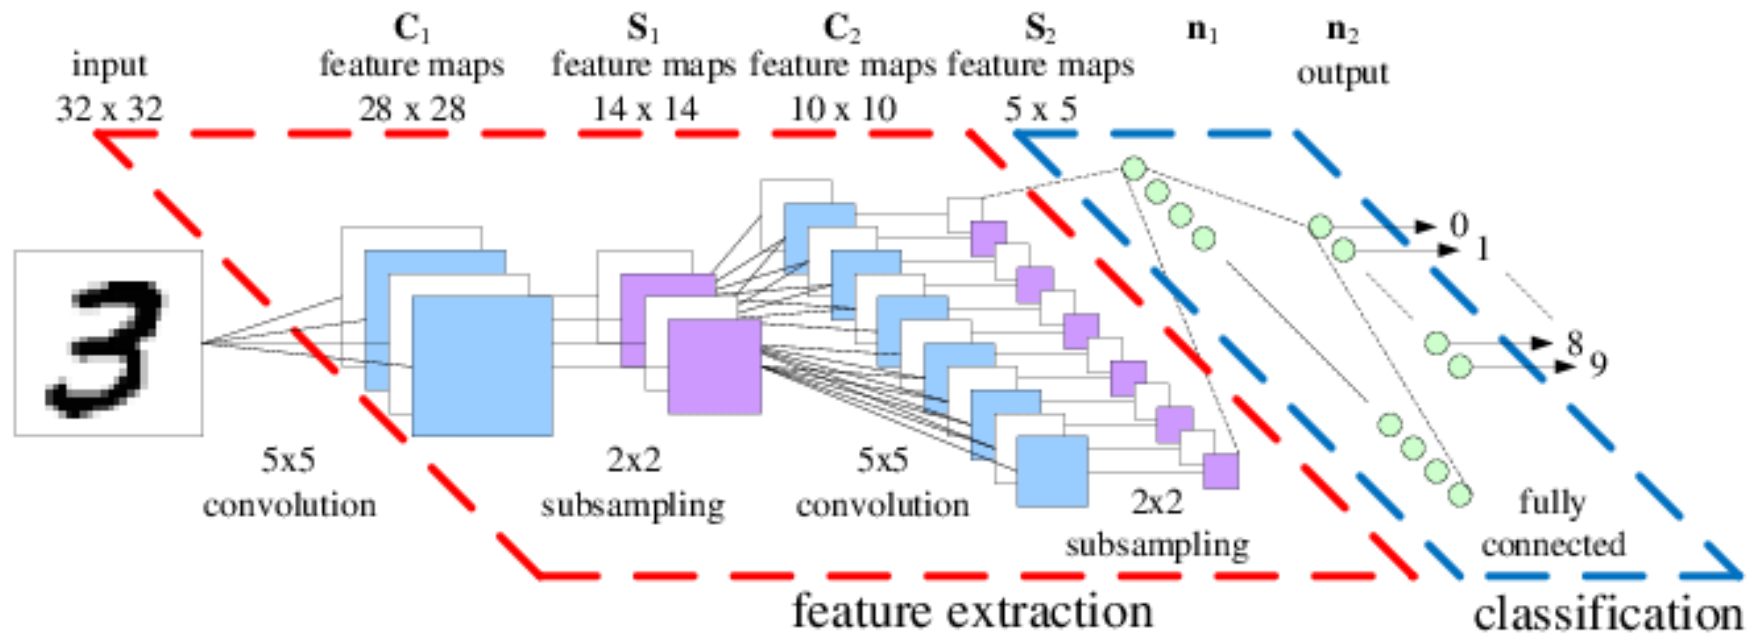 C1
S1
C2
S2
n1
n2
input
feature maps
feature maps
feature maps
feature maps
output
32 x 32
28 x 28
14 x 14
10 x 10
5 x 5
3
0
1
8
9
5x5
convolution
2x2
subsampling
5x5
convolution
2x2
subsampling
fully
connected
feature extraction
classification